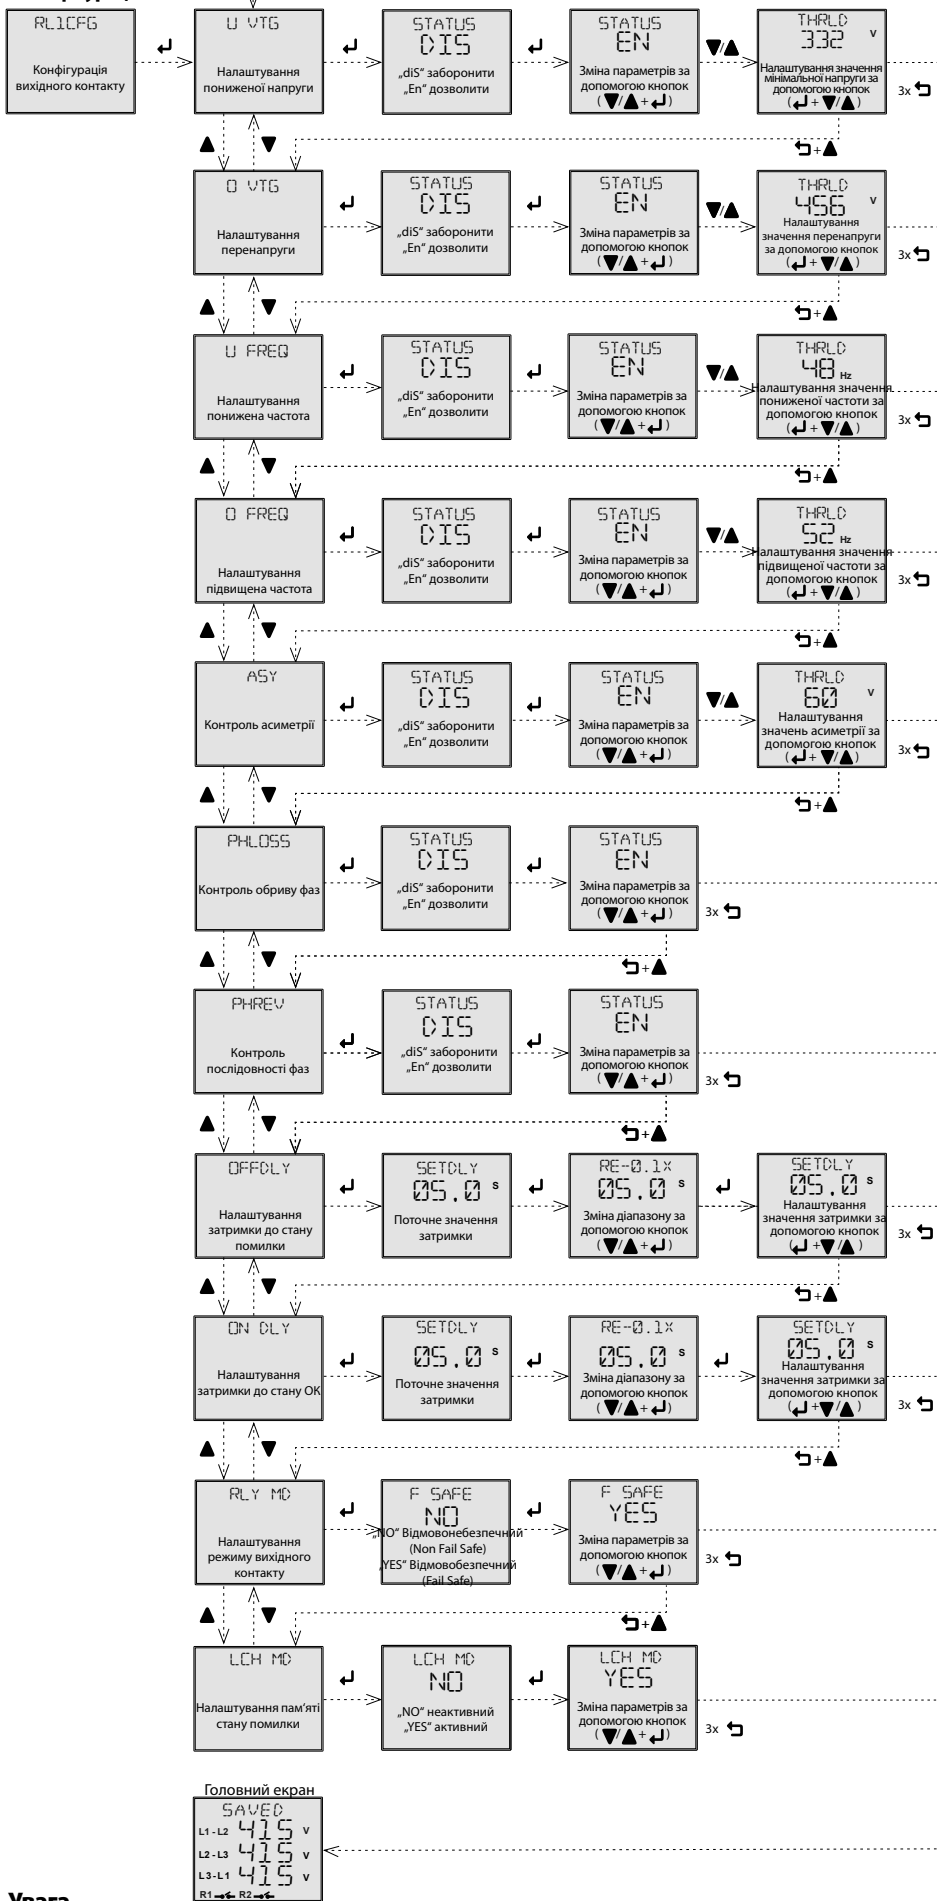 RL1CFG
Конфігурація
вихідного контакту
U VTG
Налаштування
пониженої напруги
STATUS
DIS
„diS“ заборонити
„En“ дозволити
STATUS
EN
Зміна параметрів за
допомогою кнопок
(▼/▲ + ↵)
▼/▲
THRLD
332 V
Налаштування значення
мінімальної напруги за
допомогою кнопок
(↵ + ▼/▲)
3x
+▲
O VTG
Налаштування
перенапруги
STATUS
DIS
„diS“ заборонити
„En“ дозволити
STATUS
EN
Зміна параметрів за
допомогою кнопок
(▼/▲ + ↵)
▼/▲
THRLD
456 V
Налаштування
значення перенапруги
за допомогою кнопок
(↵ + ▼/▲)
3x
+▲
U FREQ
Налаштування
понижена частота
STATUS
DIS
„diS“ заборонити
„En“ дозволити
STATUS
EN
Зміна параметрів за
допомогою кнопок
(▼/▲ + ↵)
▼/▲
THRLD
48 Hz
Налаштування значення
пониженої частоти за
допомогою кнопок
(↵ + ▼/▲)
3x
+▲
O FREQ
Налаштування
підвищена частота
STATUS
DIS
„diS“ заборонити
„En“ дозволити
STATUS
EN
Зміна параметрів за
допомогою кнопок
(▼/▲ + ↵)
▼/▲
THRLD
52 Hz
Налаштування значення
підвищеної частоти за
допомогою кнопок
(↵ + ▼/▲)
3x
+▲
ASY
Контроль асиметрії
STATUS
DIS
„diS“ заборонити
„En“ дозволити
STATUS
EN
Зміна параметрів за
допомогою кнопок
(▼/▲ + ↵)
▼/▲
THRLD
60 V
Налаштування
значень асиметрії за
допомогою кнопок
(↵ + ▼/▲)
3x
+▲
PHLOSS
Контроль обриву фаз
STATUS
DIS
„diS“ заборонити
„En“ дозволити
STATUS
EN
Зміна параметрів за
допомогою кнопок
(▼/▲ + ↵)
3x
+▲
PHREV
Контроль
послідовності фаз
STATUS
DIS
„diS“ заборонити
„En“ дозволити
STATUS
EN
Зміна параметрів за
допомогою кнопок
(▼/▲ + ↵)
3x
+▲
OFFDLY
Налаштування
затримки до стану
помилки
SETDLY
05.0 s
Поточне значення
затримки
RE-0.1X
05.0 s
Зміна діапазону за
допомогою кнопок
(▼/▲ + ↵)
SETDLY
05.0 s
Налаштування
значення затримки за
допомогою кнопок
(↵ +▼/▲)
3x
+▲
ON DLY
Налаштування
затримки до стану ОК
SETDLY
05.0 s
Поточне значення
затримки
RE-0.1X
05.0 s
Зміна діапазону за
допомогою кнопок
(▼/▲ + ↵)
SETDLY
05.0 s
Налаштування
значення затримки за
допомогою кнопок
(↵ +▼/▲)
3x
+▲
RLY MD
Налаштування
режиму вихідного
контакту
F SAFE
NO
„NO“ Відмовонебезпечний
(Non Fail Safe)
„YES“ Відмовобезпечний
(Fail Safe)
F SAFE
YES
Зміна параметрів за
допомогою кнопок
(▼/▲ + ↵)
3x
+▲
LCH MD
Налаштування пам’яті
стану помилки
LCH MD
NO
„NO“ неактивний
„YES“ активний
LCH MD
YES
Зміна параметрів за
допомогою кнопок
(▼/▲ + ↵)
3x
Головний екран
SAVED
L1-L2 415 V
L2-L3 415 V
L3-L1 415 V
R1 R2
Увага